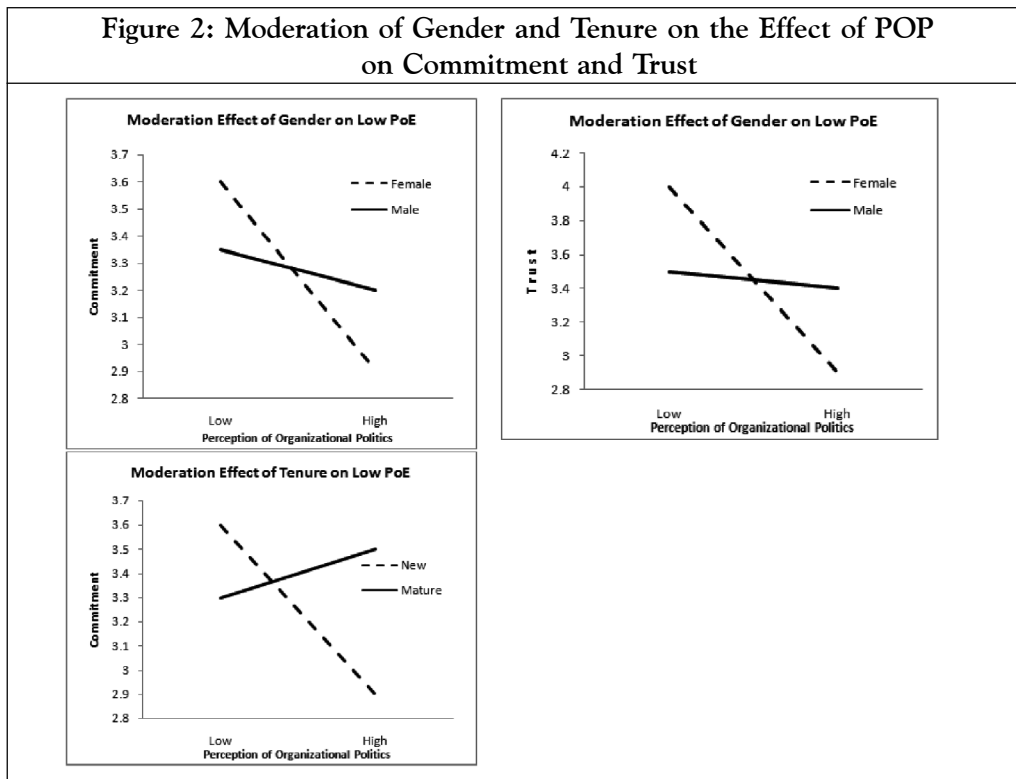 Figure 2: Moderation of Gender and Tenure on the Effect of POP
on Commitment and Trust
Moderation Effect of Gender on Low PoE
3.7
3.6
3.5
3.4
3.3
3.2
3.1
3
2.9
2.8
Commitment
Female
Male
Low
High
Perception of Organizational Politics
Moderation Effect of Gender on Low PoE
4.2
4
3.8
3.6
3.4
3.2
3
2.8
Trust
Female
Male
Low
High
Perception of Organizational Politics
Moderation Effect of Tenure on Low PoE
3.7
3.6
3.5
3.4
3.3
3.2
3.1
3
2.9
2.8
Commitment
New
Mature
Low
High
Perception of Organizational Politics